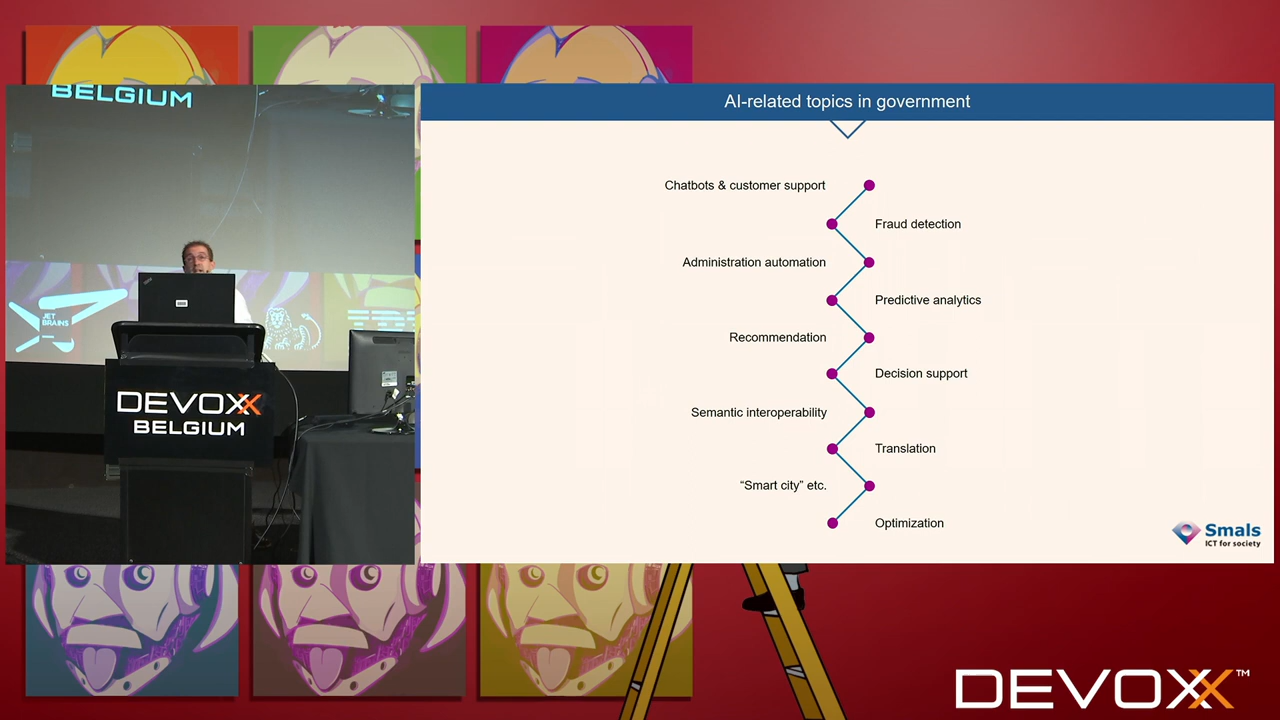 BELGIUM
AI-related topics in government
Chatbots & customer support
Fraud detection
Administration automation
Predictive analytics
Recommendation
Decision support
Semantic interoperability
Translation
“Smart city” etc.
Optimization
Smals
ICT for society
JET
BRAINS
DEVOXX
BELGIUM
DEVOXX™